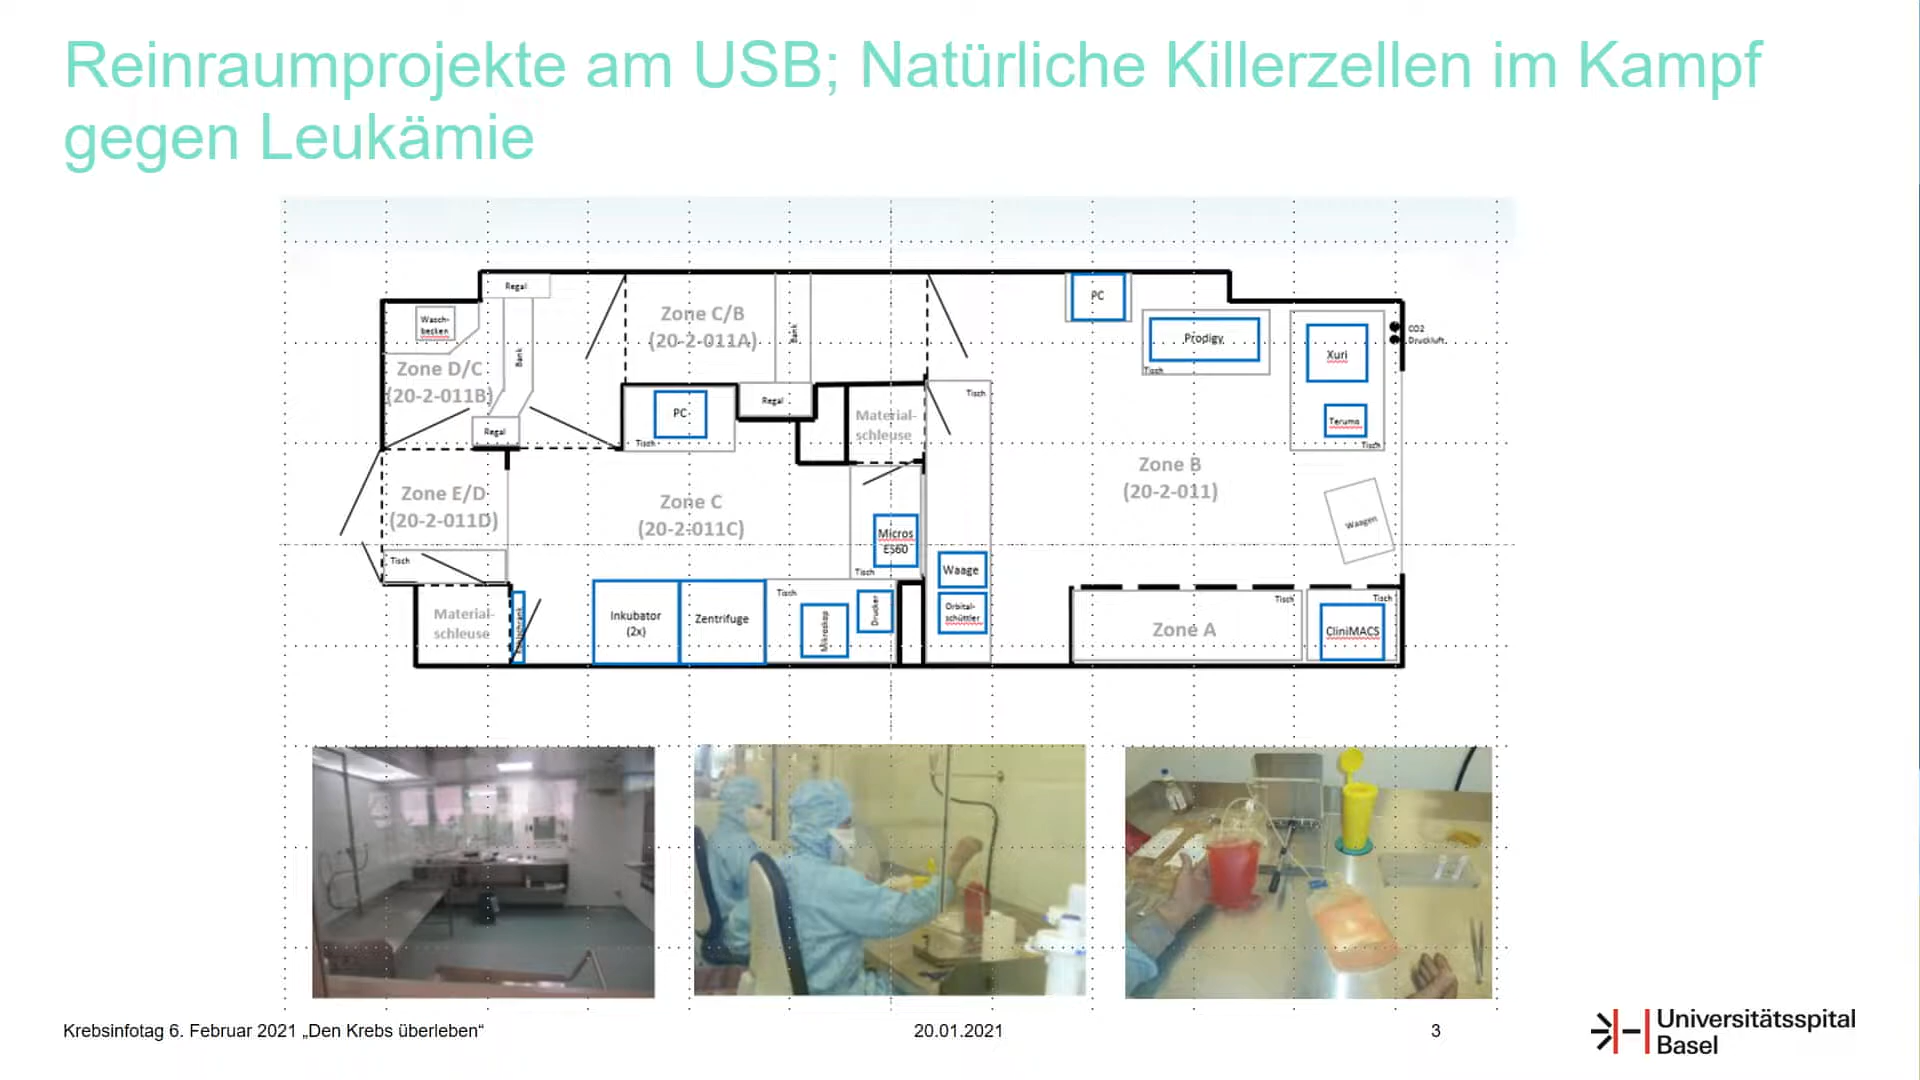 Reinraumprojekte am USB; Natürliche Killerzellen im Kampf
gegen Leukämie
Regal
Wasch-
becken
Bank
Zone D/C
(20-2-011B)
Regal
Zone C/B
(20-2-011A)
Bank
PC
Tisch
Regal
Material-
schleuse
Tisch
PC
Prodigy
Tisch
Xuri
Terumo
Tisch
CO2
Druckluft
Zone E/D
(20-2-011D)
Tisch
Zone C
(20-2-011C)
Micros
ES60
Tisch
Zone B
(20-2-011)
Waagen
Waage
Orbital-
schüttler
Material-
schleuse
Inkubator
(2x)
Zentrifuge
Tisch
Mikroskop
Drucker
Zone A
Tisch
Tisch
CliniMACS
Krebsinfotag 6. Februar 2021 „Den Krebs überleben“
20.01.2021
3
Universitätsspital
Basel